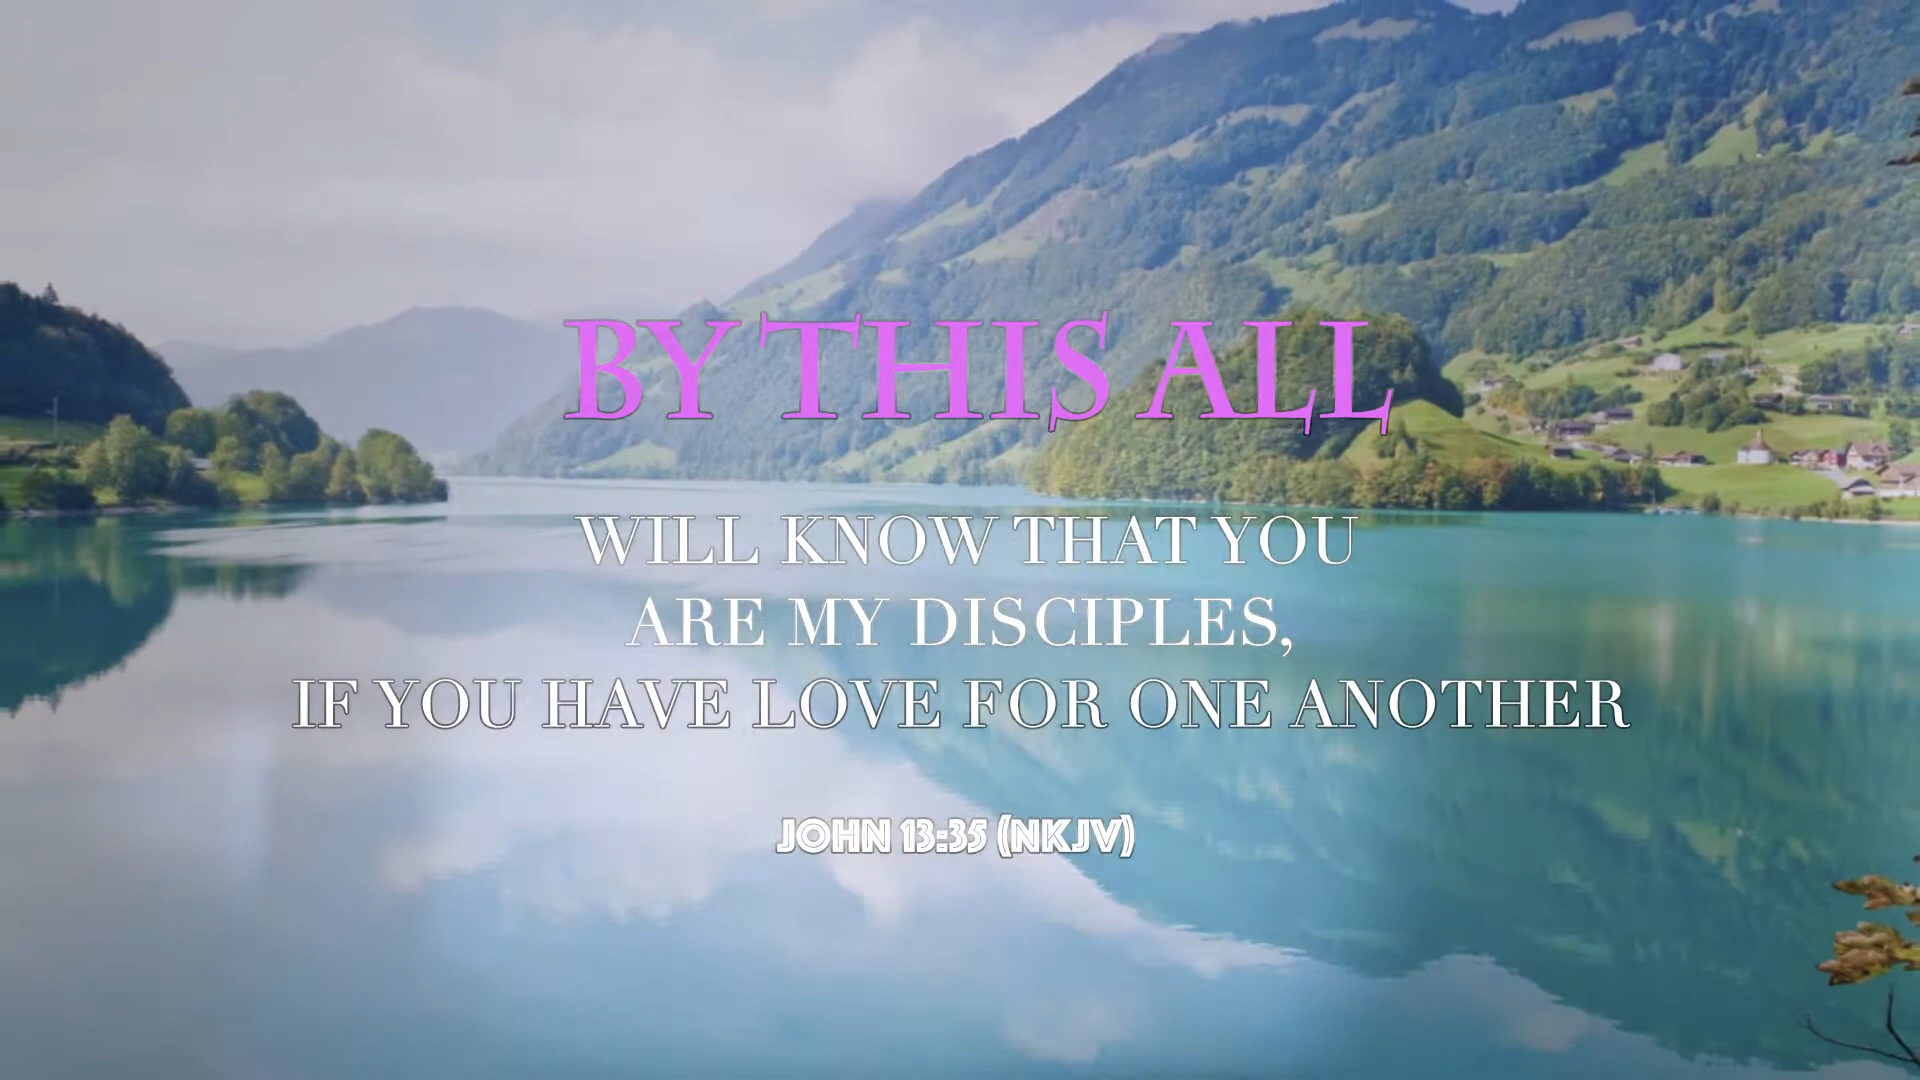 BY THIS ALL
WILL KNOW THAT YOU
ARE MY DISCIPLES,
IF YOU HAVE LOVE FOR ONE ANOTHER
JOHN 13:35 (NKJV)